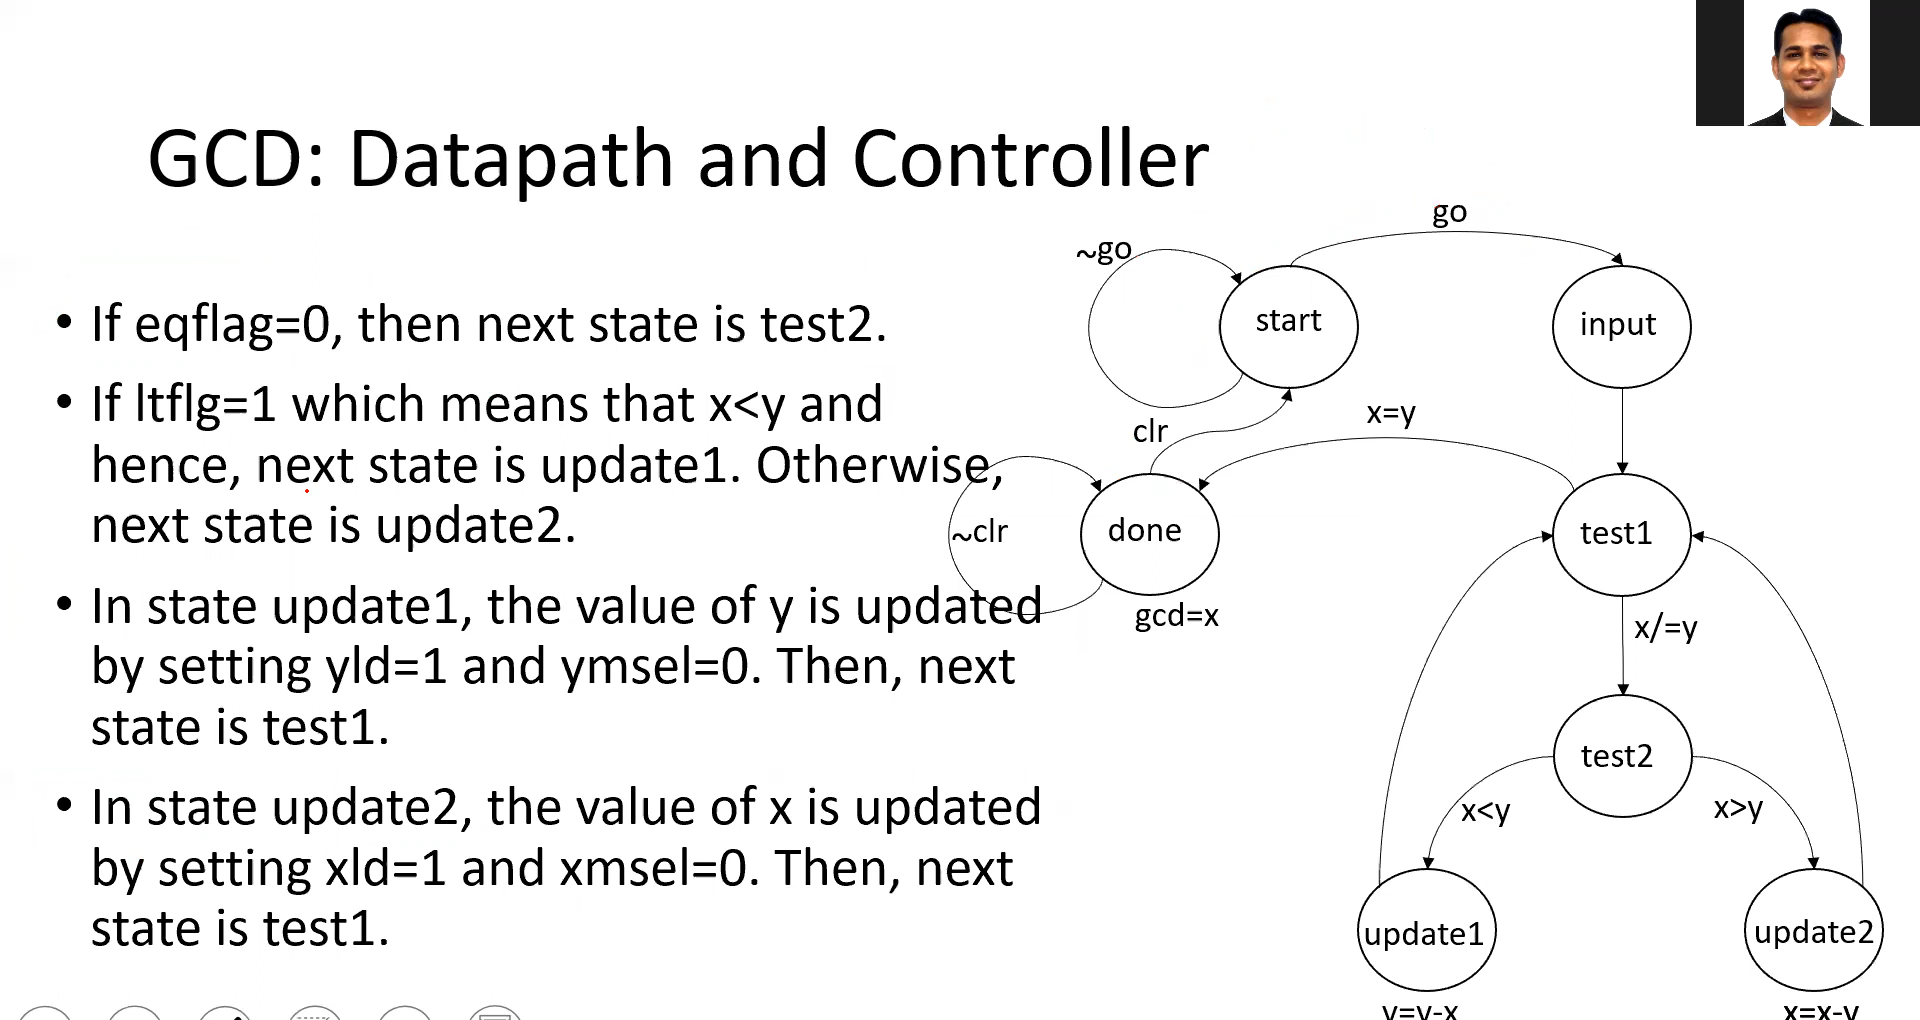 GCD: Datapath and Controller
• If eqflag=0, then next state is test2.
• If ltflg=1 which means that x<y and
hence, next state is update1. Otherwise,
next state is update2.
• In state update1, the value of y is updated
by setting yld=1 and ymsel=0. Then, next
state is test1.
• In state update2, the value of x is updated
by setting xld=1 and xmsel=0. Then, next
state is test1.
go
~go
start
input
clr
x=y
~clr
done
test1
gcd=x
x/=y
test2
x<y
x>y
update1
update2
y=y-x
x=x-y